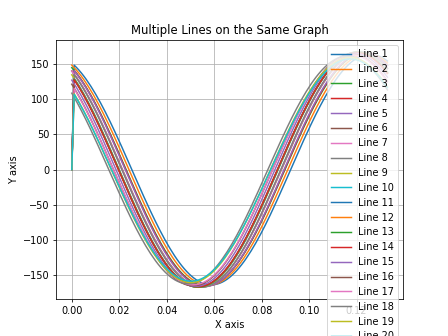 Multiple Lines on the Same Graph
Y axis
150
100
50
0
−50
−100
−150
0.00
0.02
0.04
0.06
0.08
0.10
X axis
Line 1
Line 2
Line 3
Line 4
Line 5
Line 6
Line 7
Line 8
Line 9
Line 10
Line 11
Line 12
Line 13
Line 14
Line 15
Line 16
Line 17
Line 18
Line 19
Line 20